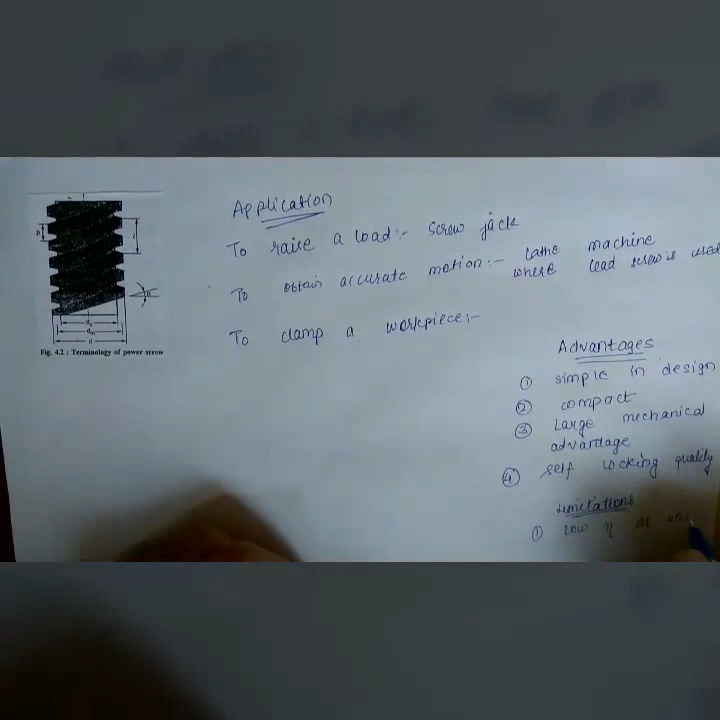 Fig. 4.2 : Terminology of power screw
Application
To raise a load:- Screw jack
To obtain accurate motion:- Lathe machine
where lead screw is used
To clamp a workpiece:-
Advantages
① simple in design
② compact
③ Large mechanical
advantage
④ self locking quality
Limitations
① Low η as